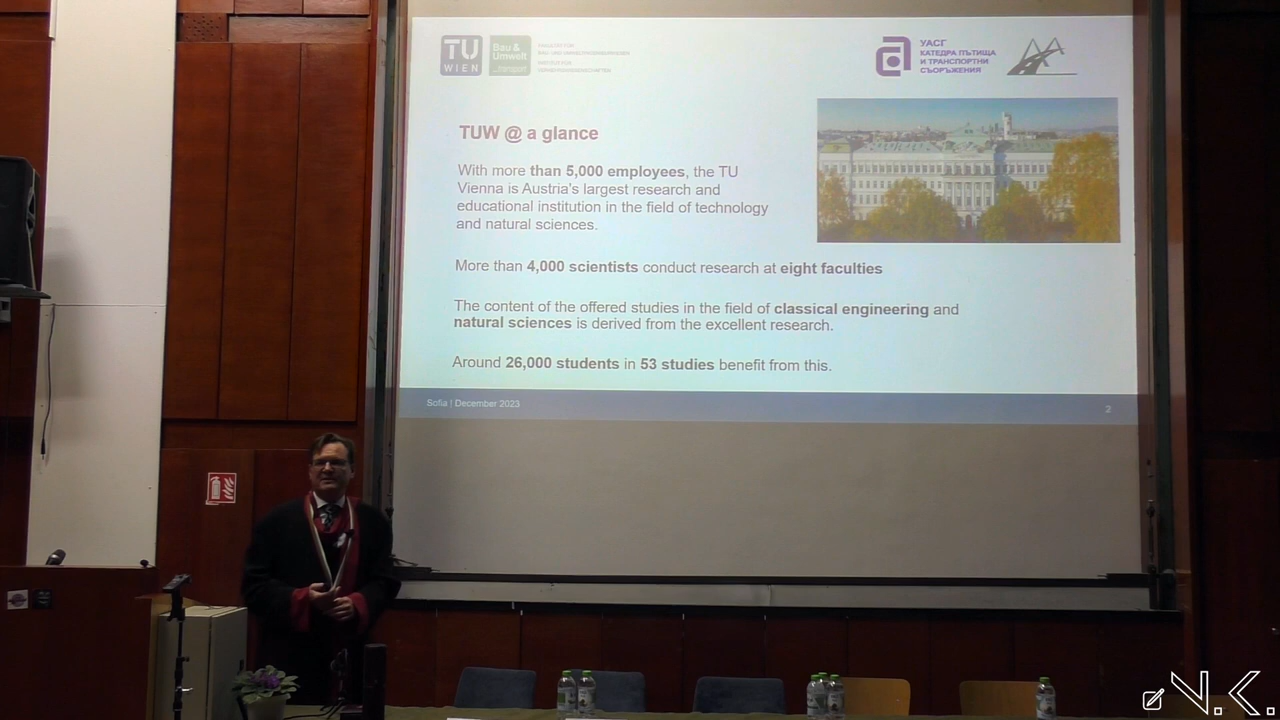 TU
WIEN
Bau &
Umwelt
transport
УАСГ
КАТЕДРА ПЪТИЩА
И ТРАНСПОРТНИ
СЪОРЪЖЕНИЯ
TUW @ a glance
With more than 5,000 employees, the TU
Vienna is Austria's largest research and
educational institution in the field of technology
and natural sciences.
More than 4,000 scientists conduct research at eight faculties
The content of the offered studies in the field of classical engineering and
natural sciences is derived from the excellent research.
Around 26,000 students in 53 studies benefit from this.
Sofia | December 2023
2
N.K.